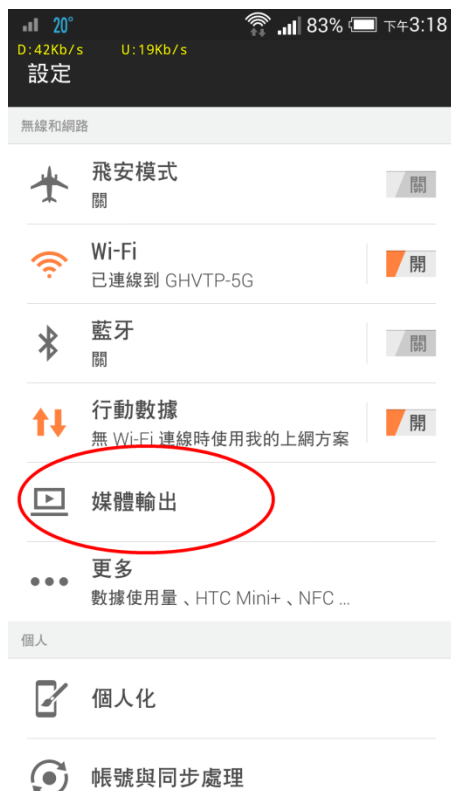 20°
83%
下午3:18
D:42Kb/s U:19Kb/s
設定
無線和網路
飛安模式
關
關
Wi-Fi
已連線到 GHVTP-5G
開
藍牙
關
關
行動數據
無 Wi-Fi 連線時使用我的上網方案
開
媒體輸出
更多
數據使用量、HTC Mini+、NFC ...
個人
個人化
帳號與同步處理